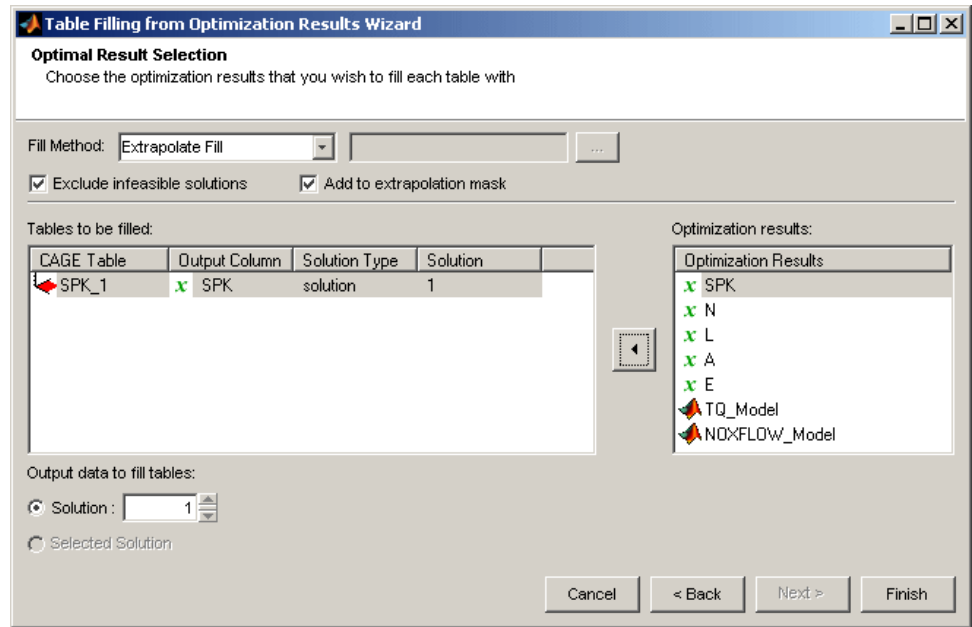 Table Filling from Optimization Results Wizard
Optimal Result Selection
Choose the optimization results that you wish to fill each table with
Fill Method: Extrapolate Fill ...
Exclude infeasible solutions Add to extrapolation mask
Tables to be filled:
CAGE Table Output Column Solution Type Solution
SPK_1 x SPK solution 1
Optimization results:
Optimization Results
x SPK
x N
x L
x A
x E
TQ_Model
NOXFLOW_Model
Output data to fill tables:
Solution : 1
Selected Solution
Cancel < Back Next > Finish